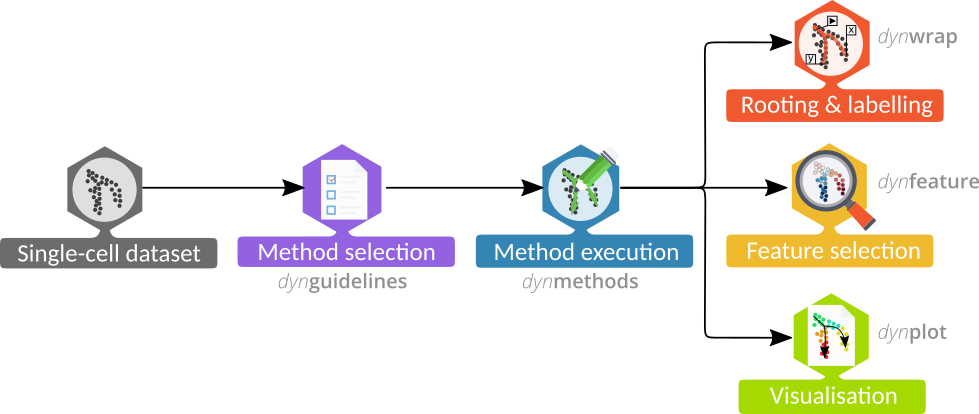 Single-cell dataset
Method selection
dynguidelines
Method execution
dynmethods
x
y
dynwrap
Rooting & labelling
dynfeature
Feature selection
dynplot
Visualisation